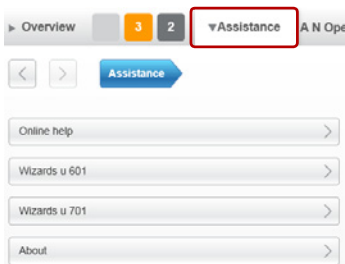 Overview 3 2 Assistance A N Ope
Assistance
Online help
Wizards u 601
Wizards u 701
About